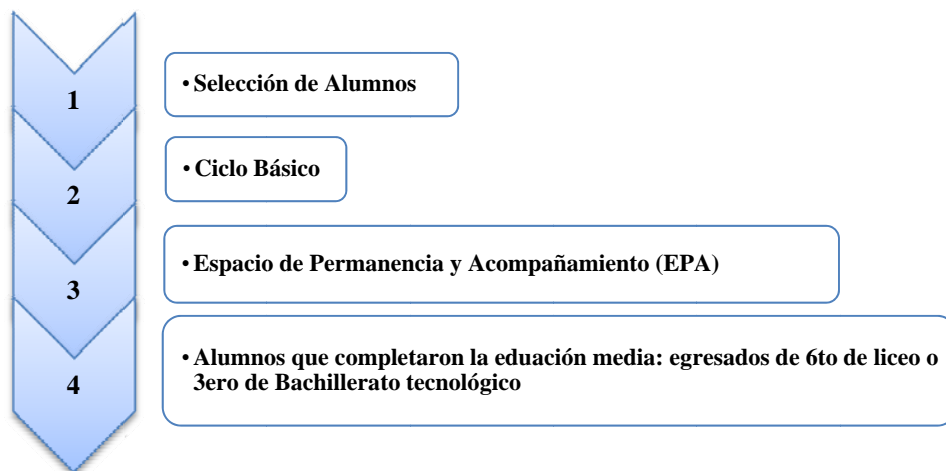 1
• Selección de Alumnos
2
• Ciclo Básico
3
• Espacio de Permanencia y Acompañamiento (EPA)
4
• Alumnos que completaron la eduación media: egresados de 6to de liceo o
3ero de Bachillerato tecnológico